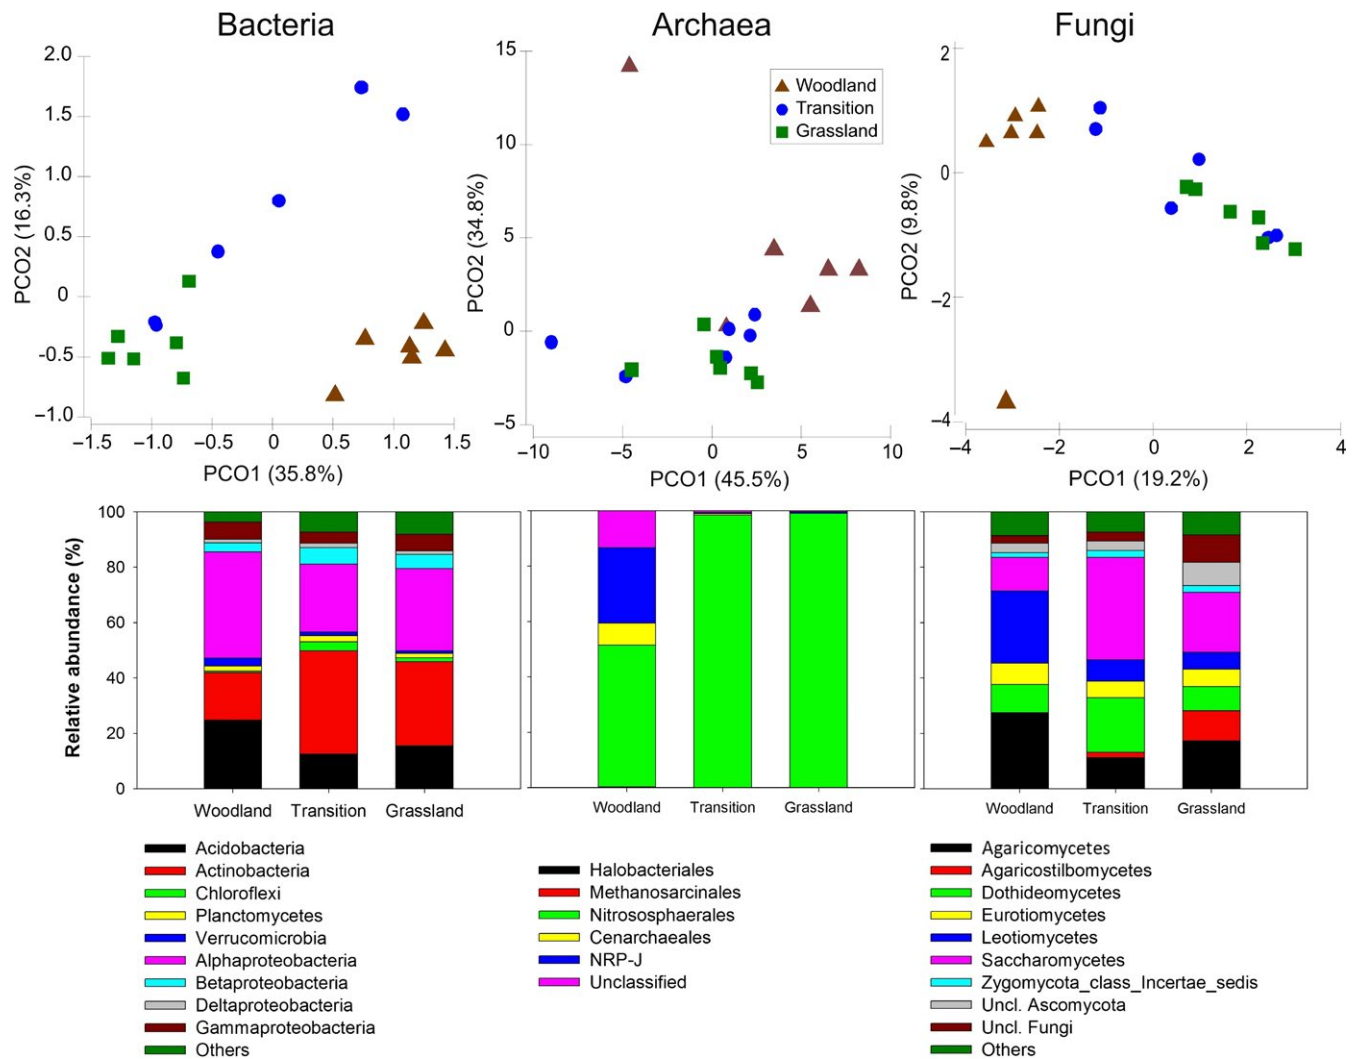 Bacteria
Archaea
Fungi
2.0
1.5
1.0
0.5
0
−0.5
−1.0
PCO2 (16.3%)
−1.5 −1.0 −0.5 0 0.5 1.0 1.5
PCO1 (35.8%)
15
10
5
0
−5
PCO2 (34.8%)
Woodland
Transition
Grassland
−10 −5 0 5 10
PCO1 (45.5%)
2
0
−2
−4
PCO2 (9.8%)
−4 −2 0 2 4
PCO1 (19.2%)
Relative abundance (%)
100
80
60
40
20
0
Woodland Transition Grassland
Woodland Transition Grassland
Woodland Transition Grassland
Acidobacteria
Actinobacteria
Chloroflexi
Planctomycetes
Verrucomicrobia
Alphaproteobacteria
Betaproteobacteria
Deltaproteobacteria
Gammaproteobacteria
Others
Halobacteriales
Methanosarcinales
Nitrososphaerales
Cenarchaeales
NRP-J
Unclassified
Agaricomycetes
Agaricostilbomycetes
Dothideomycetes
Eurotiomycetes
Leotiomycetes
Saccharomycetes
Zygomycota_class_Incertae_sedis
Uncl. Ascomycota
Uncl. Fungi
Others